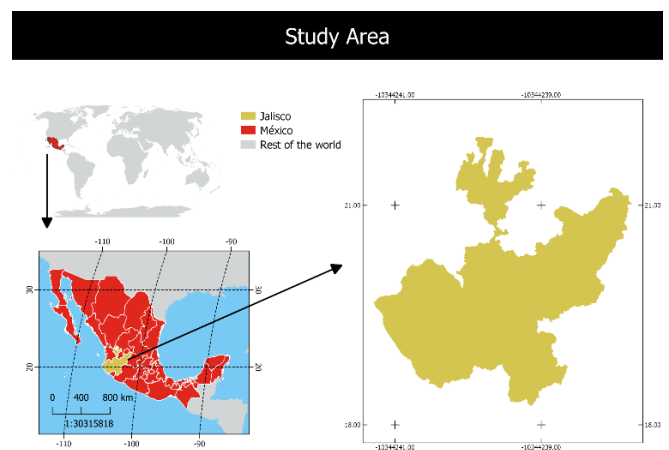 Study Area
Jalisco
México
Rest of the world
-110 -100 -90
30 30
20 20
0 400 800 km
1:30315818
-110 -100 -90
-10344241.00 -10344239.00
21.00 21.00
18.00 18.00
-10344241.00 -10344239.00